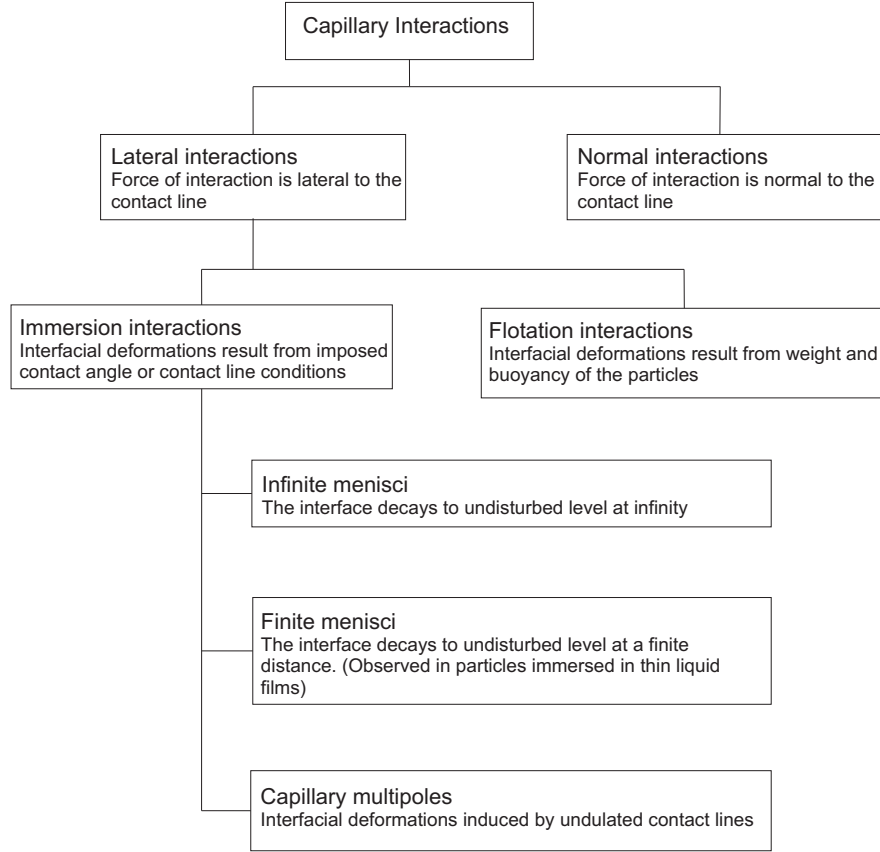 Capillary Interactions
Lateral interactions
Force of interaction is lateral to the
contact line
Normal interactions
Force of interaction is normal to the
contact line
Immersion interactions
Interfacial deformations result from imposed
contact angle or contact line conditions
Flotation interactions
Interfacial deformations result from weight and
buoyancy of the particles
Infinite menisci
The interface decays to undisturbed level at infinity
Finite menisci
The interface decays to undisturbed level at a finite
distance. (Observed in particles immersed in thin liquid
films)
Capillary multipoles
Interfacial deformations induced by undulated contact lines